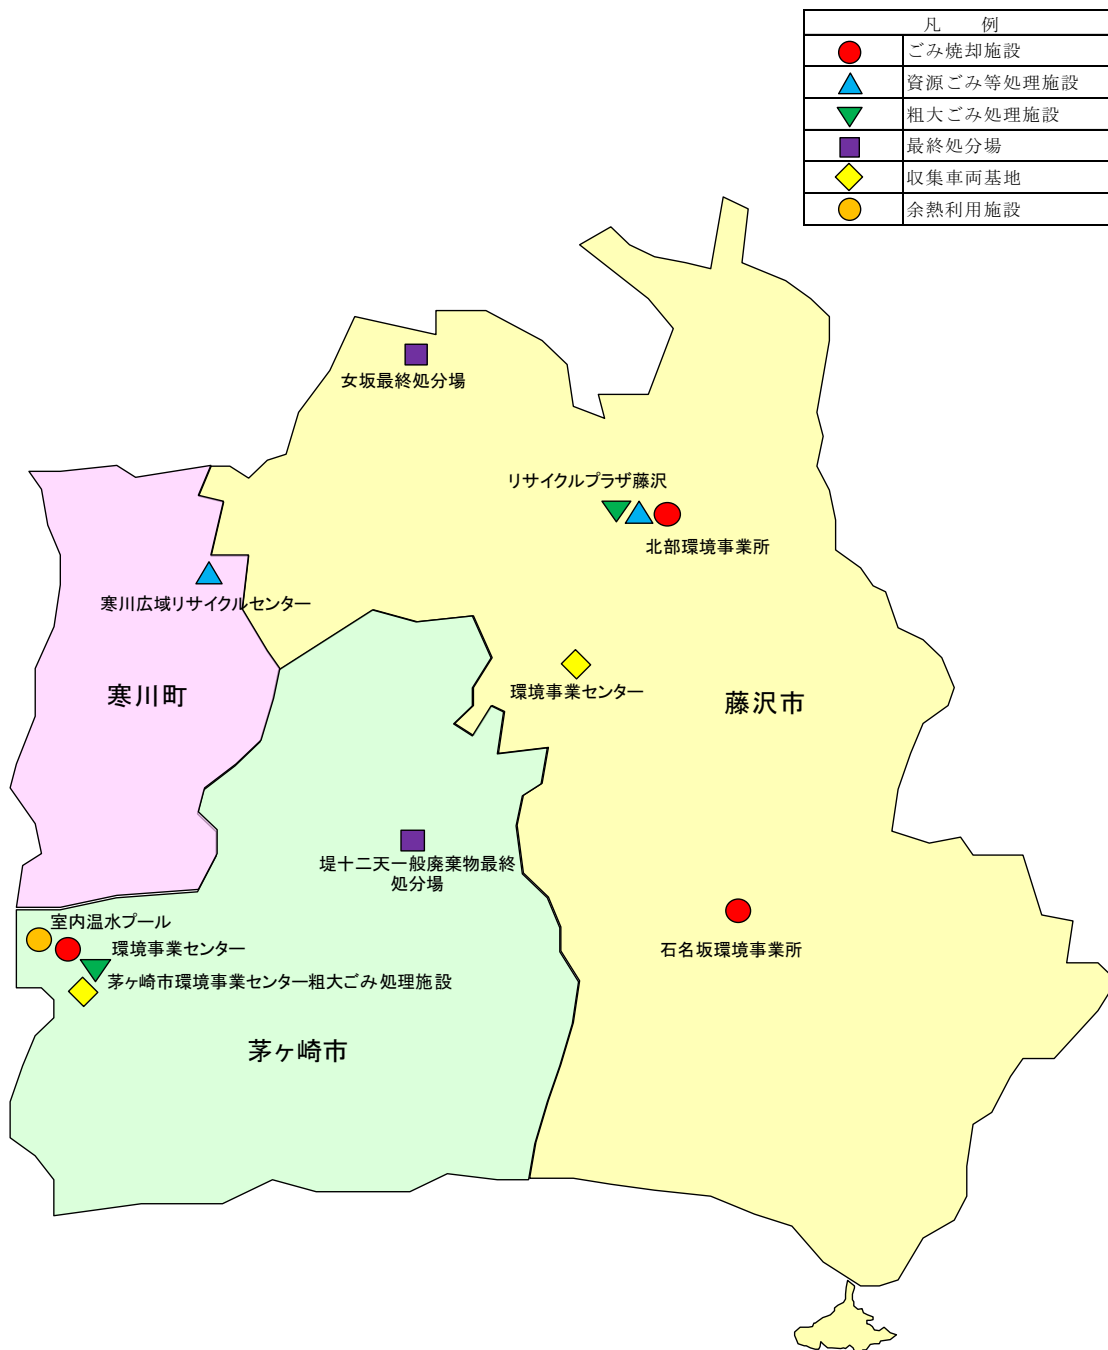 凡　例
ごみ焼却施設
資源ごみ等処理施設
粗大ごみ処理施設
最終処分場
収集車両基地
余熱利用施設
女坂最終処分場
リサイクルプラザ藤沢
北部環境事業所
寒川広域リサイクルセンター
環境事業センター
寒川町
藤沢市
堤十二天一般廃棄物最終
処分場
室内温水プール
環境事業センター
石名坂環境事業所
茅ヶ崎市環境事業センター粗大ごみ処理施設
茅ヶ崎市